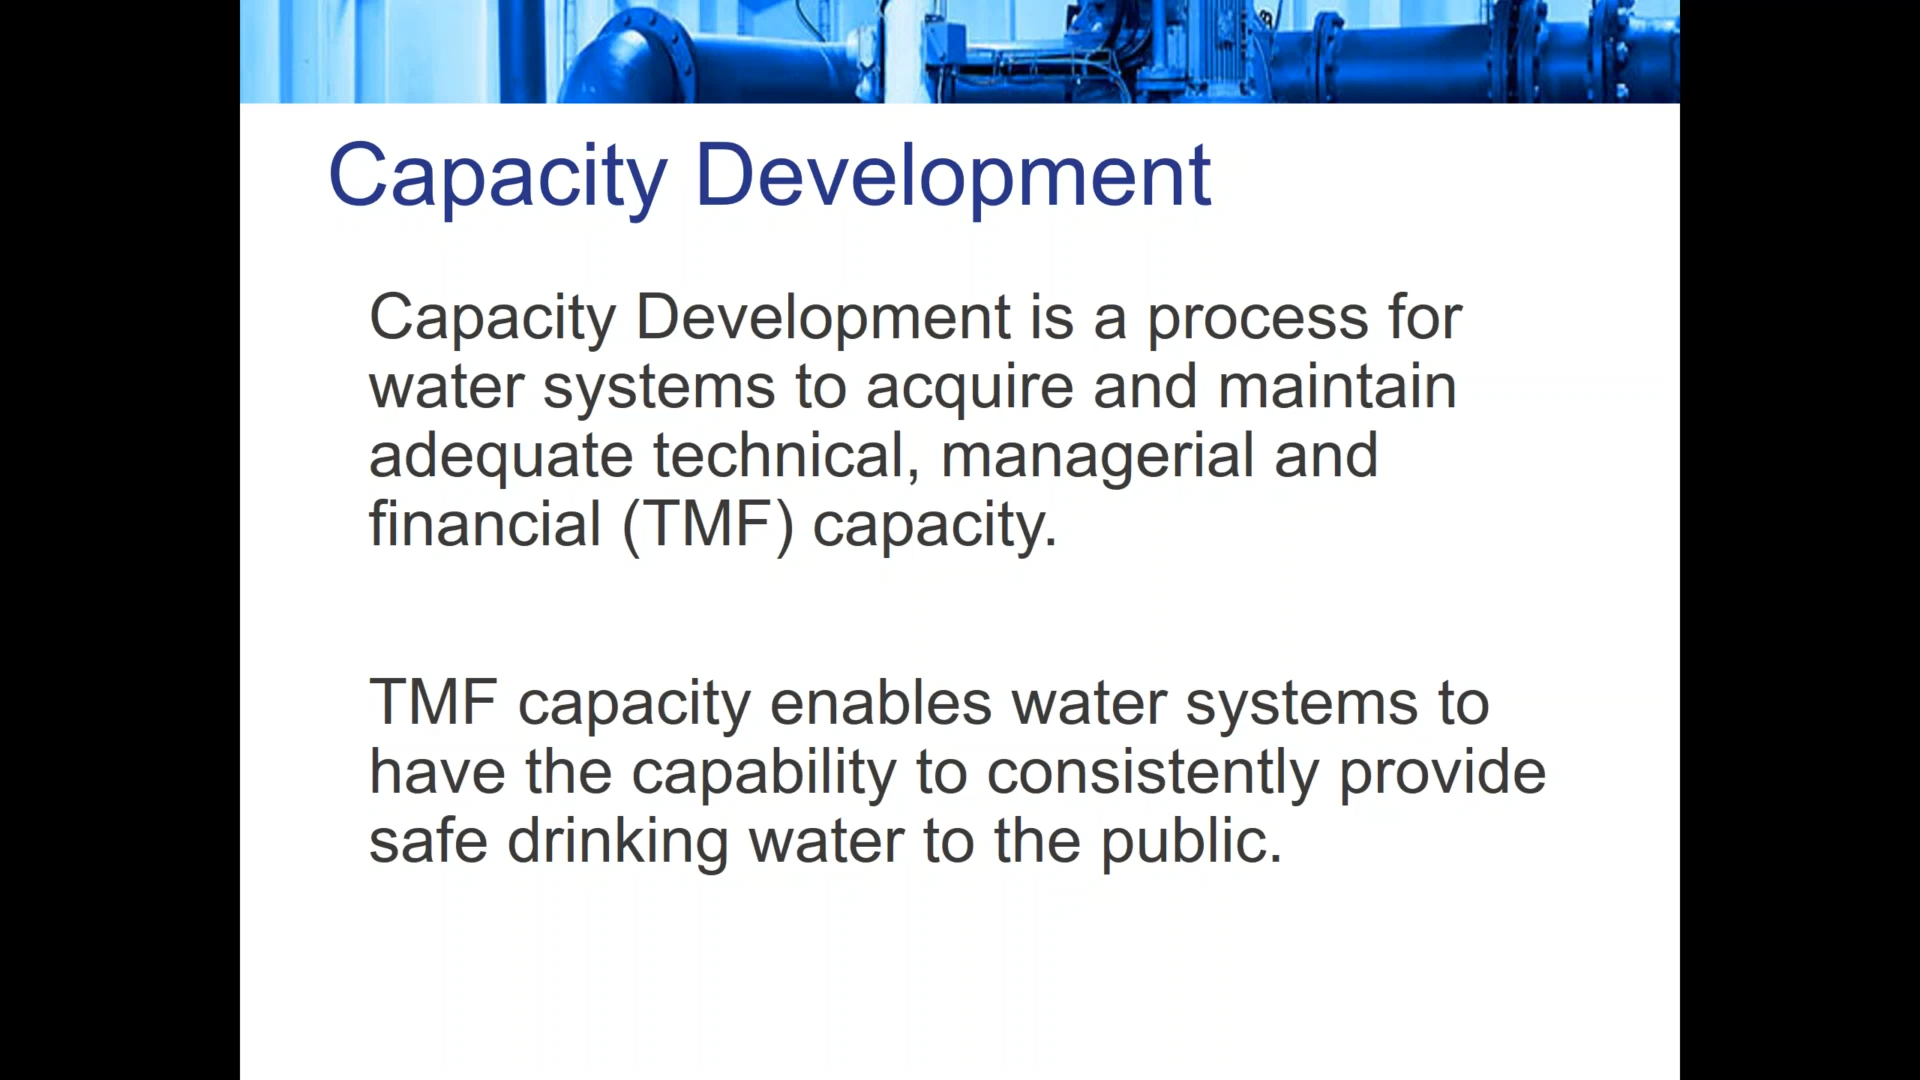 Capacity Development
Capacity Development is a process for
water systems to acquire and maintain
adequate technical, managerial and
financial (TMF) capacity.
TMF capacity enables water systems to
have the capability to consistently provide
safe drinking water to the public.